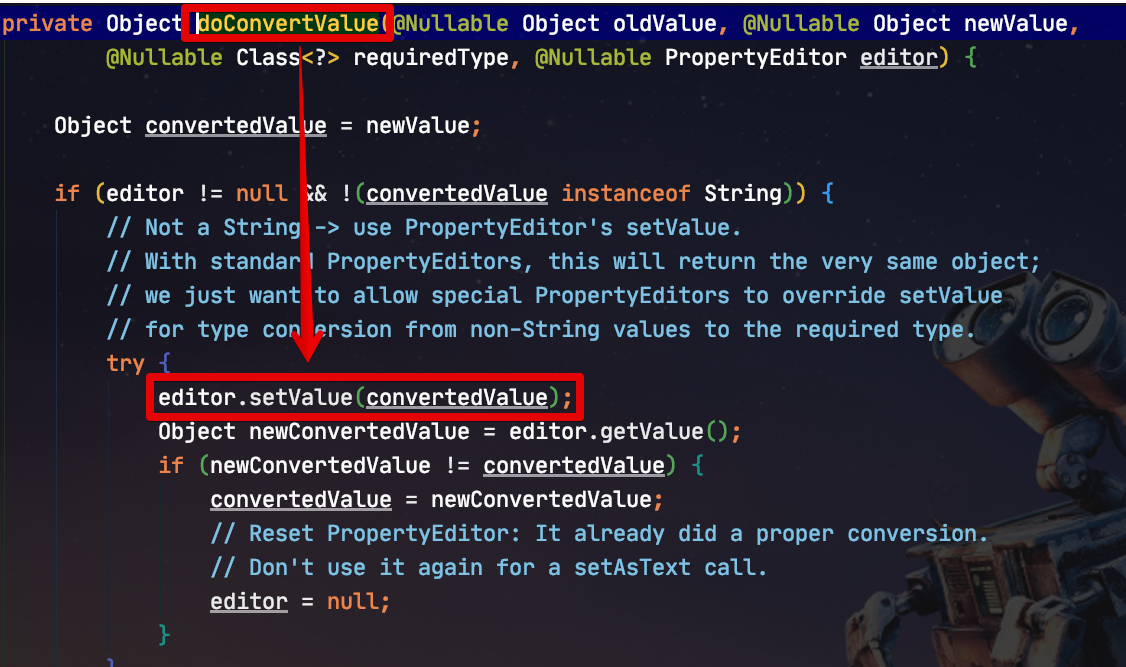 private Object doConvertValue(@Nullable Object oldValue, @Nullable Object newValue,
@Nullable Class<?> requiredType, @Nullable PropertyEditor editor) {
Object convertedValue = newValue;
if (editor != null && !(convertedValue instanceof String)) {
// Not a String -> use PropertyEditor's setValue.
// With standard PropertyEditors, this will return the very same object;
// we just want to allow special PropertyEditors to override setValue
// for type conversion from non-String values to the required type.
try {
editor.setValue(convertedValue);
Object newConvertedValue = editor.getValue();
if (newConvertedValue != convertedValue) {
convertedValue = newConvertedValue;
// Reset PropertyEditor: It already did a proper conversion.
// Don't use it again for a setAsText call.
editor = null;
}
}